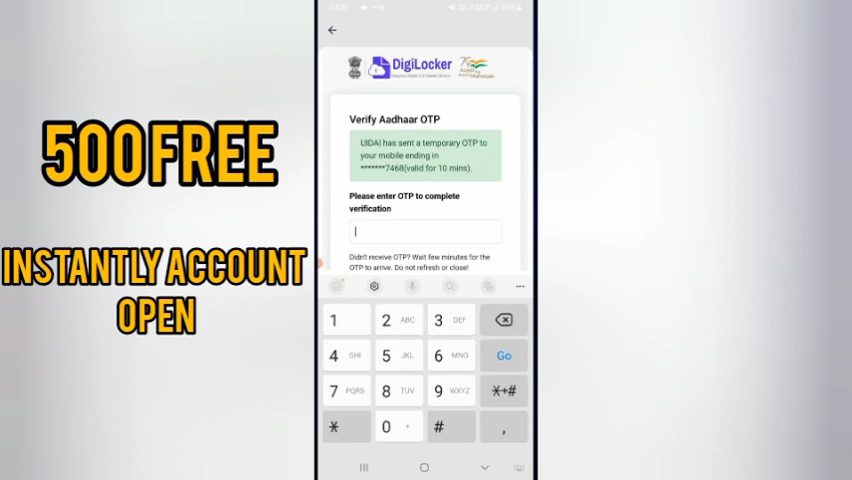 500 FREE
INSTANTLY ACCOUNT
OPEN
DigiLocker
Verify Aadhaar OTP
UIDAI has sent a temporary OTP to
your mobile ending in
*******7468(valid for 10 mins).
Please enter OTP to complete
verification
Didn't receive OTP? Wait few minutes for the
OTP to arrive. Do not refresh or close!
1 2 ABC 3 DEF
4 GHI 5 JKL 6 MNO Go
7 PQRS 8 TUV 9 WXYZ *+#
* 0 + # ,